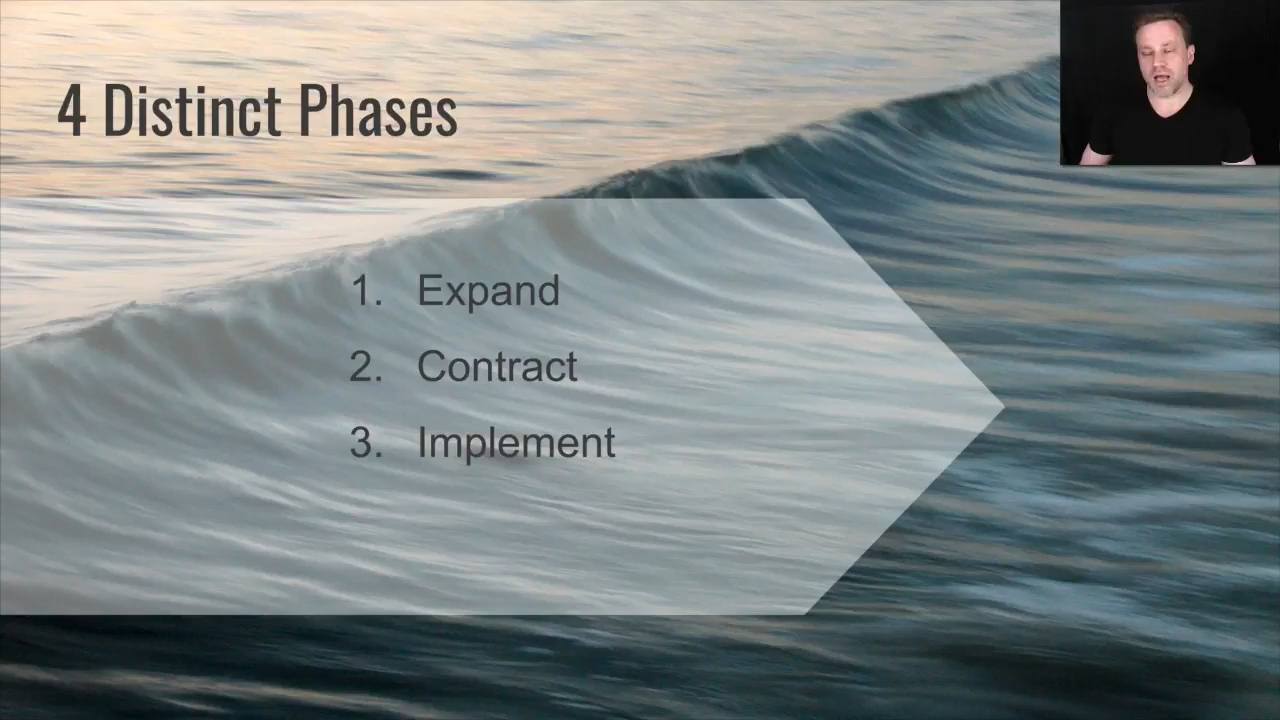 4 Distinct Phases
1. Expand
2. Contract
3. Implement